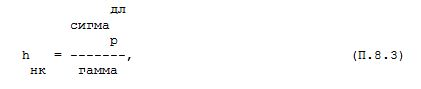 дл
сигма
р
h = -------, (П.8.3)
нк гамма